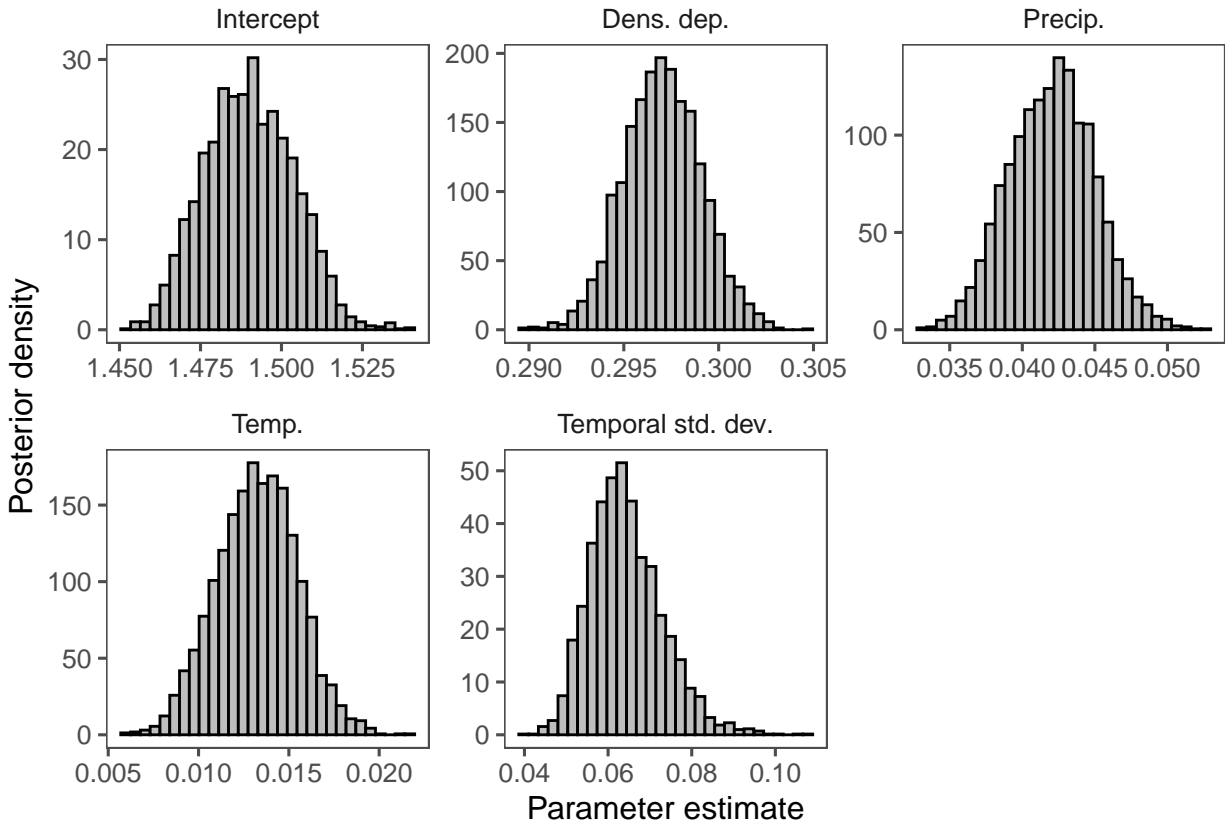 Intercept
Dens. dep.
Precip.
30
20
10
0
1.450 1.475 1.500 1.525
200
150
100
50
0
0.290 0.295 0.300 0.305
100
50
0
0.035 0.040 0.045 0.050
Posterior density
Temp.
Temporal std. dev.
150
100
50
0
0.005 0.010 0.015 0.020
50
40
30
20
10
0
0.04 0.06 0.08 0.10
Parameter estimate